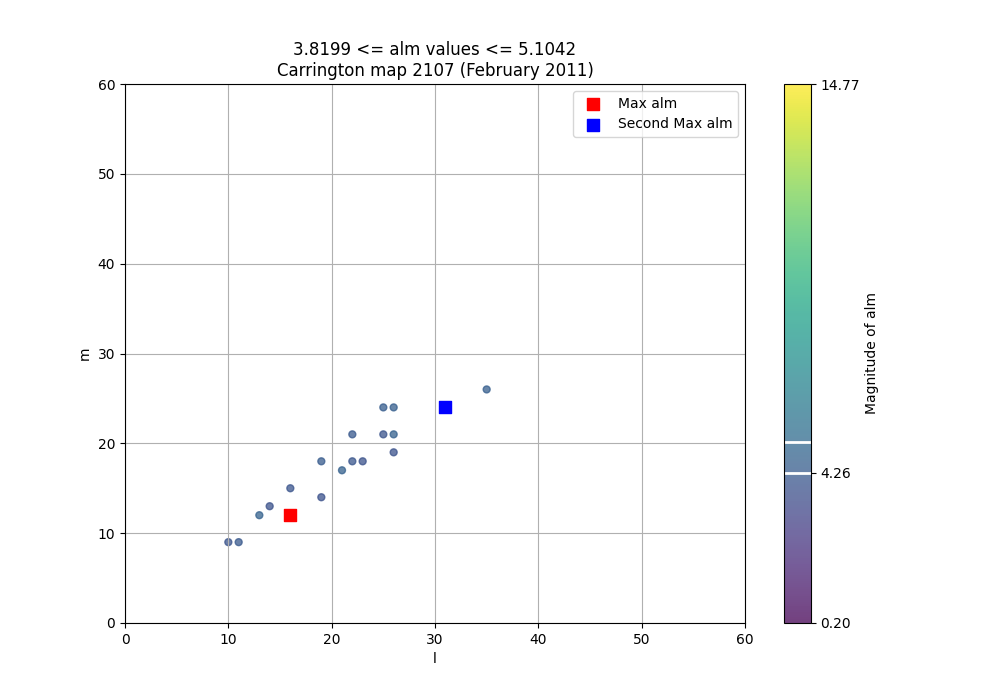 3.8199 <= alm values <= 5.1042
Carrington map 2107 (February 2011)
Max alm
Second Max alm
60
50
40
30
20
10
0
m
0 10 20 30 40 50 60
l
14.77
4.26
0.20
Magnitude of alm